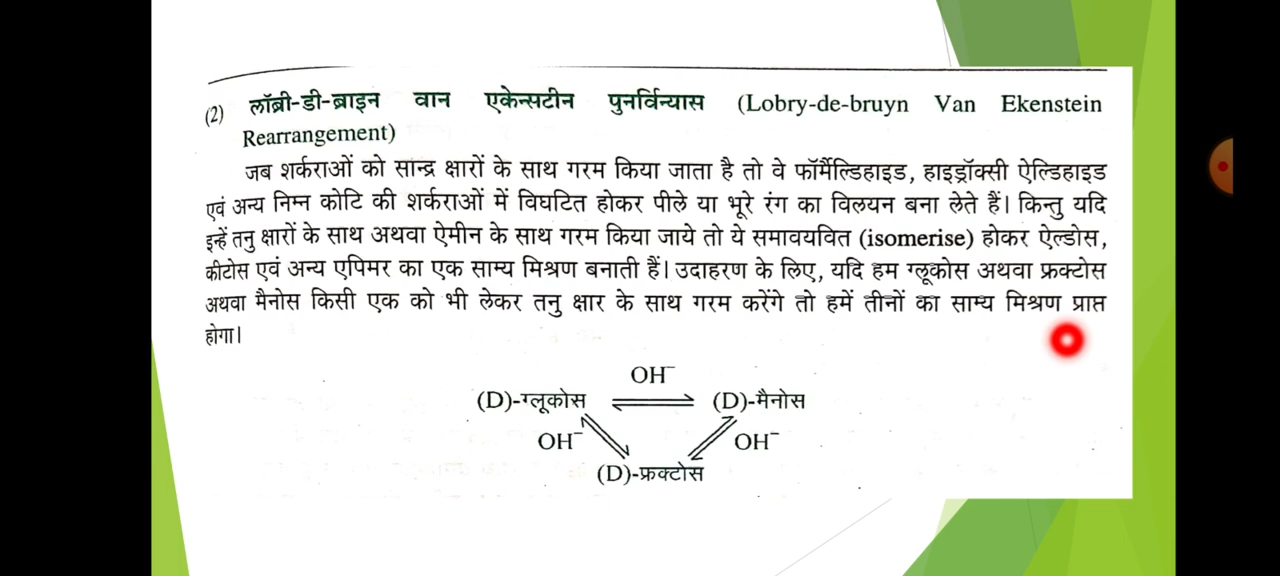 (2) लॉब्री-डी-ब्राइन वान एकेन्सटीन पुनर्विन्यास (Lobry-de-bruyn Van Ekenstein
Rearrangement)
जब शर्कराओं को सान्द्र क्षारों के साथ गरम किया जाता है तो वे फॉर्मैल्डिहाइड, हाइड्रॉक्सी ऐल्डिहाइड
एवं अन्य निम्न कोटि की शर्कराओं में विघटित होकर पीले या भूरे रंग का विलयन बना लेते हैं। किन्तु यदि
इन्हें तनु क्षारों के साथ अथवा ऐमीन के साथ गरम किया जाये तो ये समावयवित (isomerise) होकर ऐल्डोस,
कीटोस एवं अन्य एपिमर का एक साम्य मिश्रण बनाती हैं। उदाहरण के लिए, यदि हम ग्लूकोस अथवा फ्रक्टोस
अथवा मैनोस किसी एक को भी लेकर तनु क्षार के साथ गरम करेंगे तो हमें तीनों का साम्य मिश्रण प्राप्त
होगा।
OH⁻
(D)-ग्लूकोस ⇌ (D)-मैनोस
OH⁻ OH⁻
(D)-फ्रक्टोस